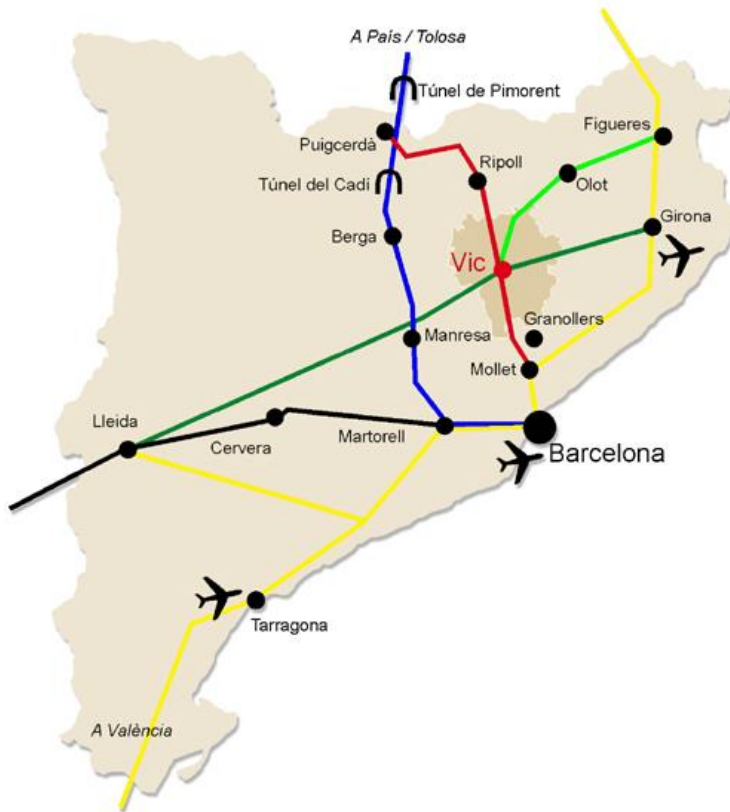 A País / Tolosa
Túnel de Pimorent
Figueres
Puigcerdà
Ripoll
Túnel del Cadí
Olot
Girona
Berga
Vic
Granollers
Manresa
Mollet
Lleida
Cervera
Martorell
Barcelona
Tarragona
A València